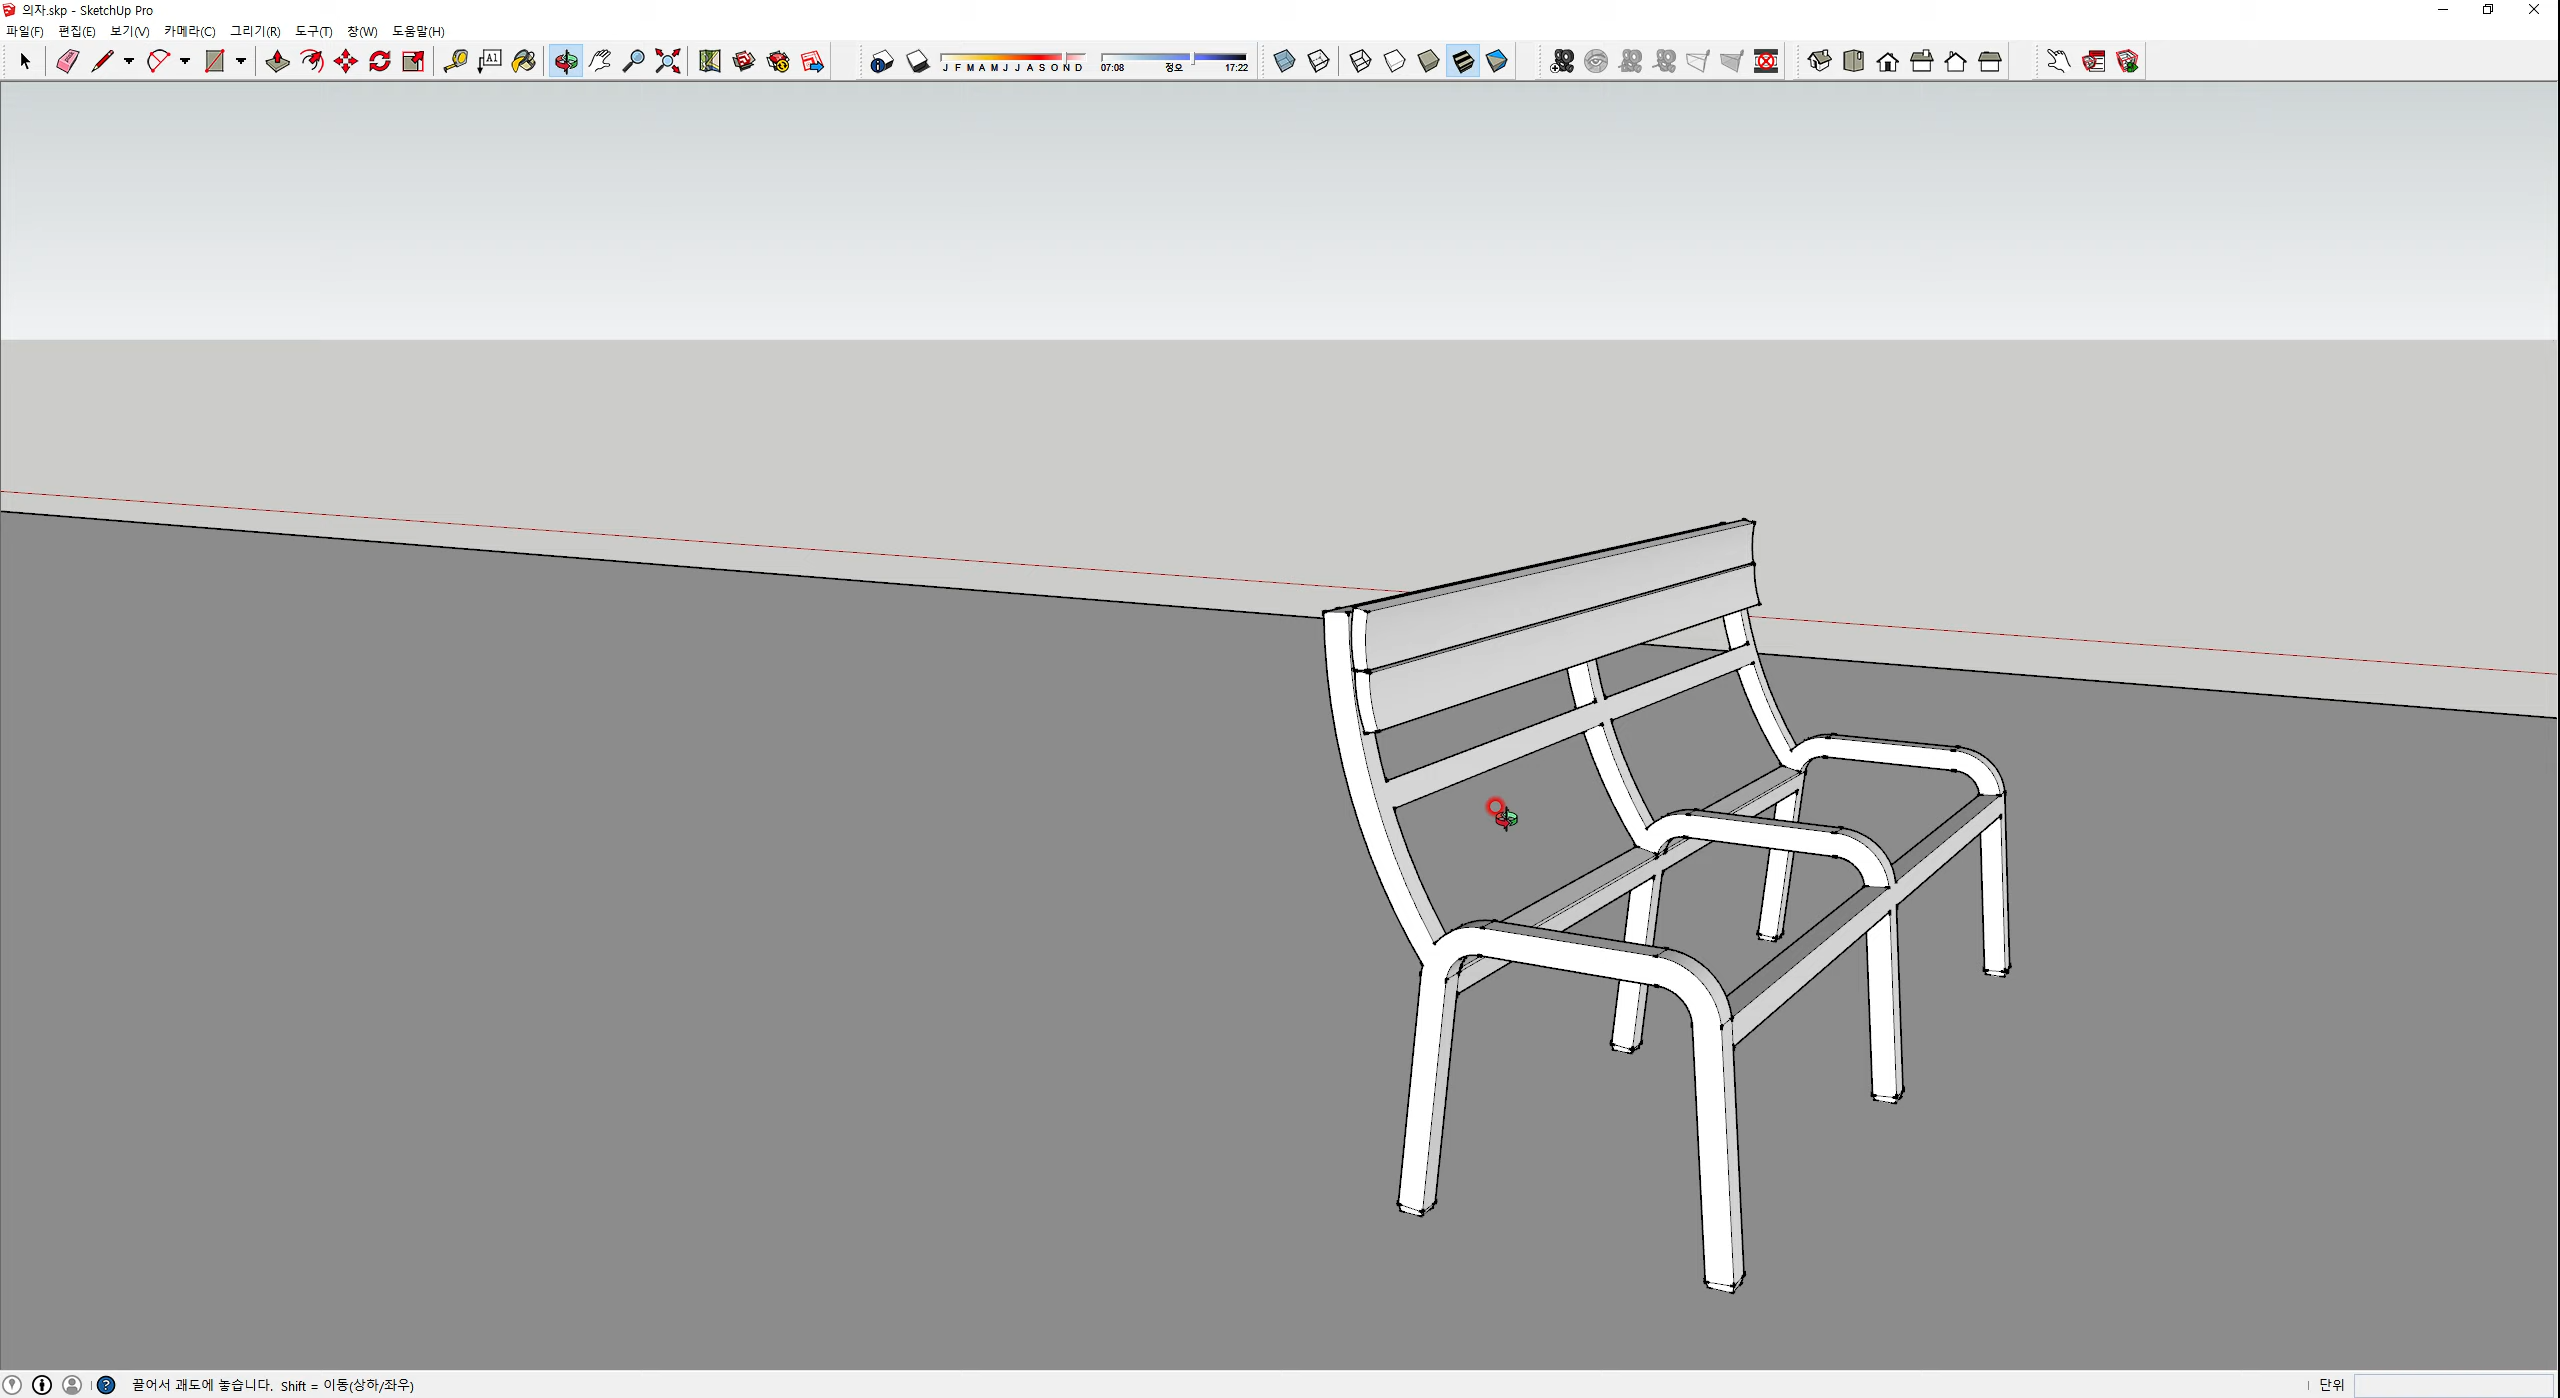 의자.skp - SketchUp Pro
파일(F) 편집(E) 보기(V) 카메라(C) 그리기(R) 도구(T) 창(W) 도움말(H)
A1
J F M A M J J A S O N D
07:08 정오 17:22
끌어서 괘도에 놓습니다. Shift = 이동(상하/좌우)
단위